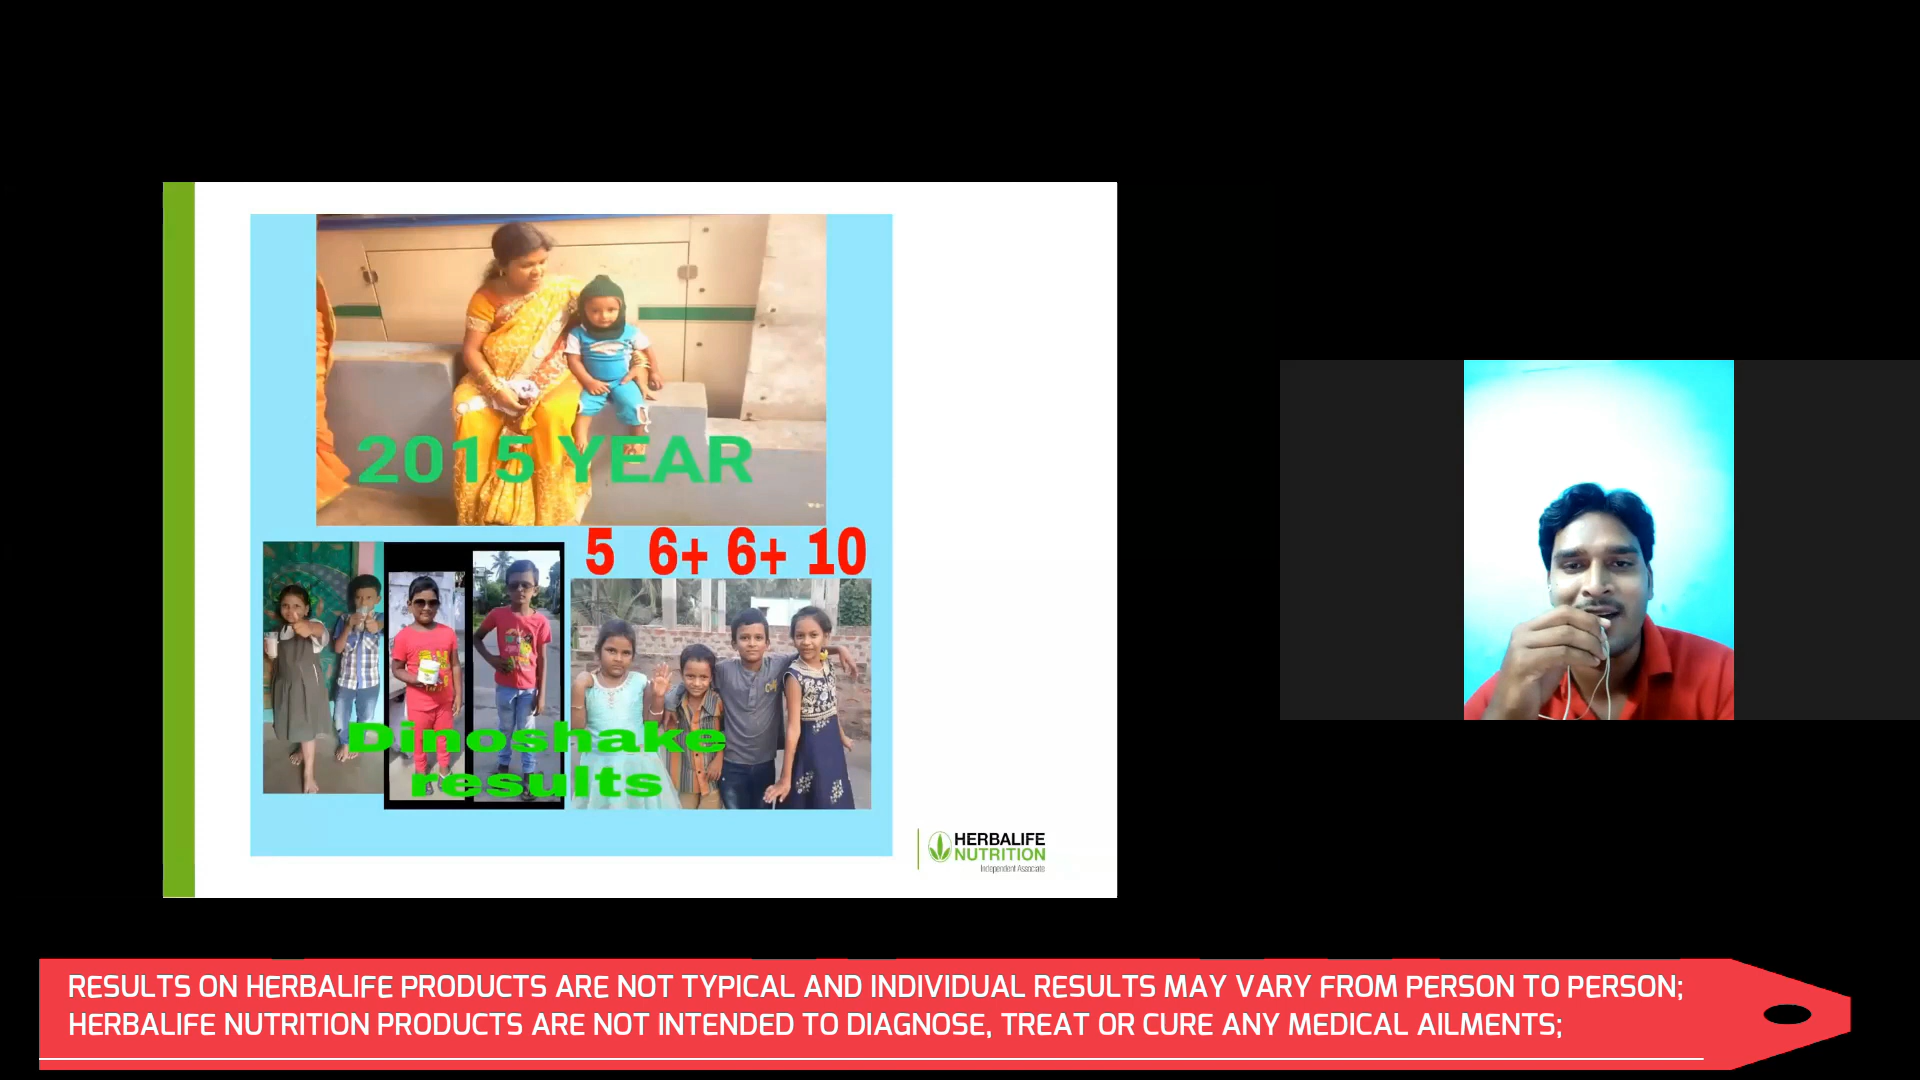 2015 YEAR
5 6+ 6+ 10
Dinoshake
results
HERBALIFE
NUTRITION
Independent Associate
RESULTS ON HERBALIFE PRODUCTS ARE NOT TYPICAL AND INDIVIDUAL RESULTS MAY VARY FROM PERSON TO PERSON;
HERBALIFE NUTRITION PRODUCTS ARE NOT INTENDED TO DIAGNOSE, TREAT OR CURE ANY MEDICAL AILMENTS;